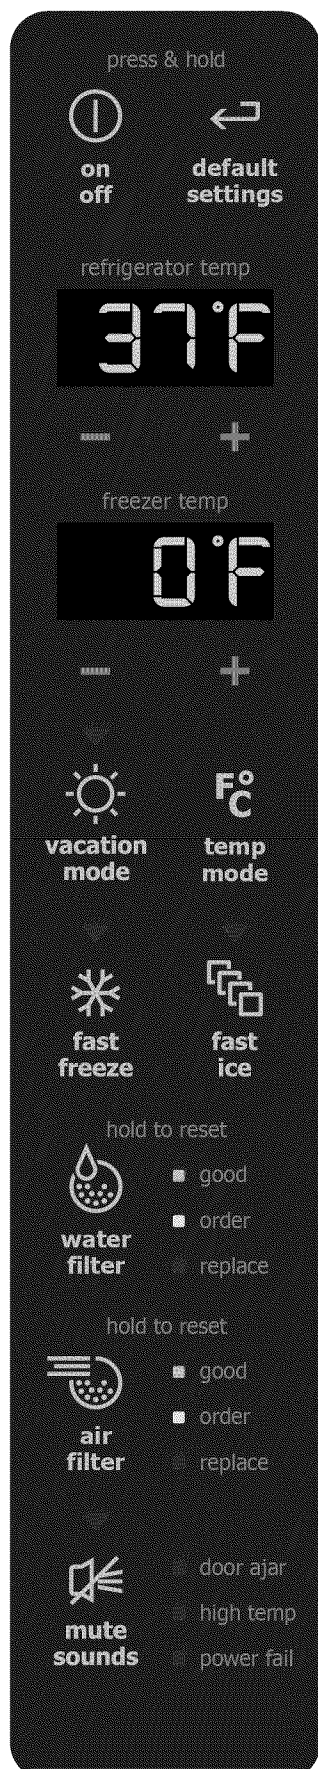 press & hold
on
off
default
settings
refrigerator temp
37°F
freezer temp
0°F
F°
C
vacation
mode
temp
mode
fast
freeze
fast
ice
hold to reset
water
filter
good
order
replace
hold to reset
air
filter
good
order
replace
mute
sounds
door ajar
high temp
power fail